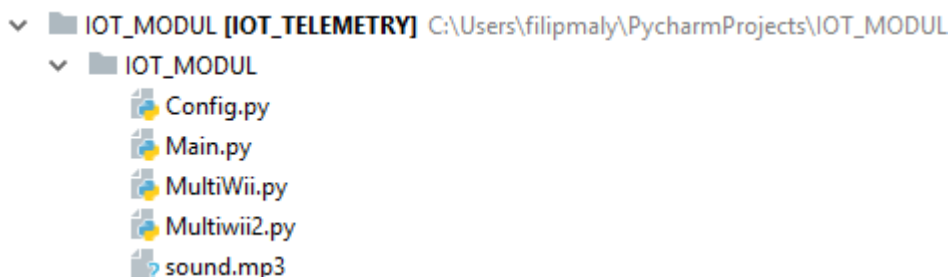 IOT_MODUL [IOT_TELEMETRY] C:\Users\filipmaly\PycharmProjects\IOT_MODUL
IOT_MODUL
Config.py
Main.py
MultiWii.py
Multiwii2.py
sound.mp3